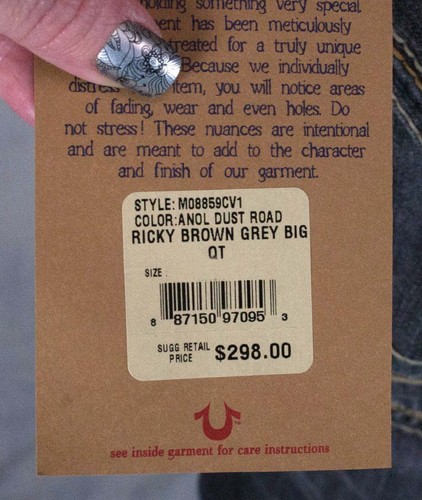 holding something very special
ent has been meticulously
treated for a truly unique
Because we individually
distress item, you will notice areas
of fading, wear and even holes. Do
not stress! These nuances are intentional
and are meant to add to the character
and finish of our garment.
STYLE: M08859CV1
COLOR:ANOL DUST ROAD
RICKY BROWN GREY BIG
QT
SIZE
8 87150 97095 3
SUGG RETAIL
PRICE $298.00
see inside garment for care instructions